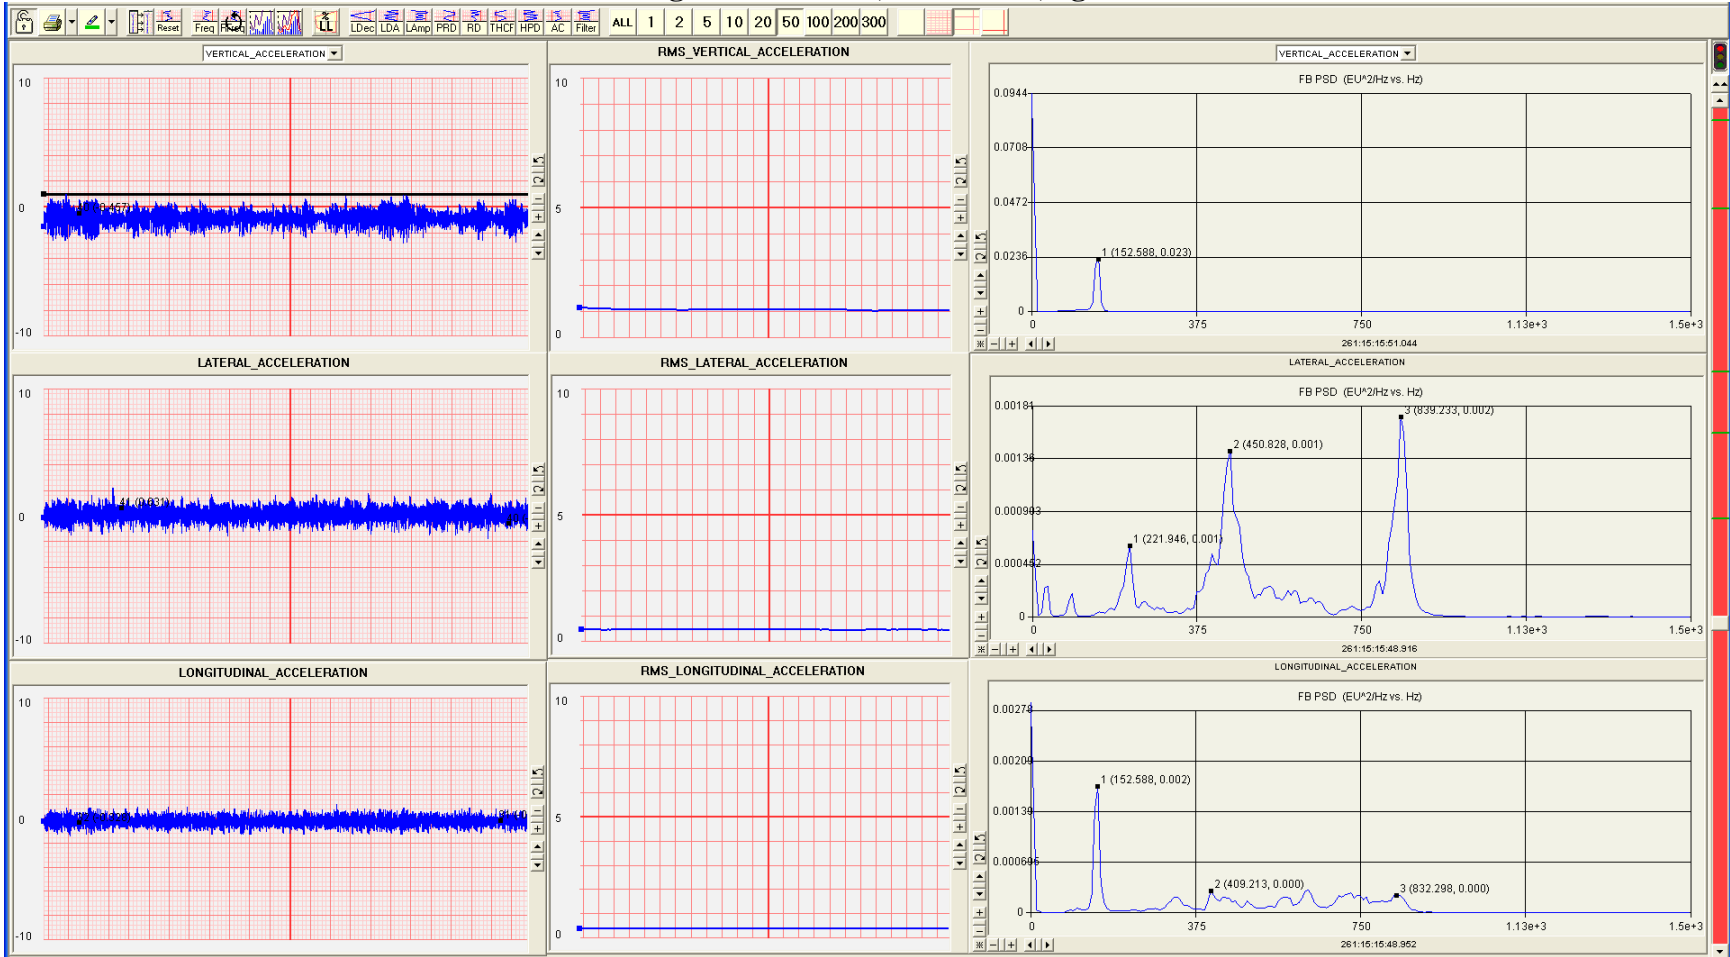 Reset Freq LL LDec LDA LAmp PRD RD THCF HPD AC Filter ALL 1 2 5 10 20 50 100 200 300
VERTICAL_ACCELERATION
10
0
-10
RMS_VERTICAL_ACCELERATION
10
5
0
VERTICAL_ACCELERATION
FB PSD (EU^2/Hz vs. Hz)
0.0944
0.0708
0.0472
0.0236
0
1 (152.588, 0.023)
0 375 750 1.13e+3 1.5e+3
261:15:15:51.044
LATERAL_ACCELERATION
10
0
-10
RMS_LATERAL_ACCELERATION
10
5
0
LATERAL_ACCELERATION
FB PSD (EU^2/Hz vs. Hz)
0.00181
0.00136
0.000903
0.000452
0
1 (221.946, 0.001)
2 (450.828, 0.001)
3 (839.233, 0.002)
0 375 750 1.13e+3 1.5e+3
261:15:15:48.916
LONGITUDINAL_ACCELERATION
10
0
-10
RMS_LONGITUDINAL_ACCELERATION
10
5
0
LONGITUDINAL_ACCELERATION
FB PSD (EU^2/Hz vs. Hz)
0.00278
0.00209
0.00139
0.000696
0
1 (152.588, 0.002)
2 (409.213, 0.000)
3 (832.298, 0.000)
0 375 750 1.13e+3 1.5e+3
261:15:15:48.952